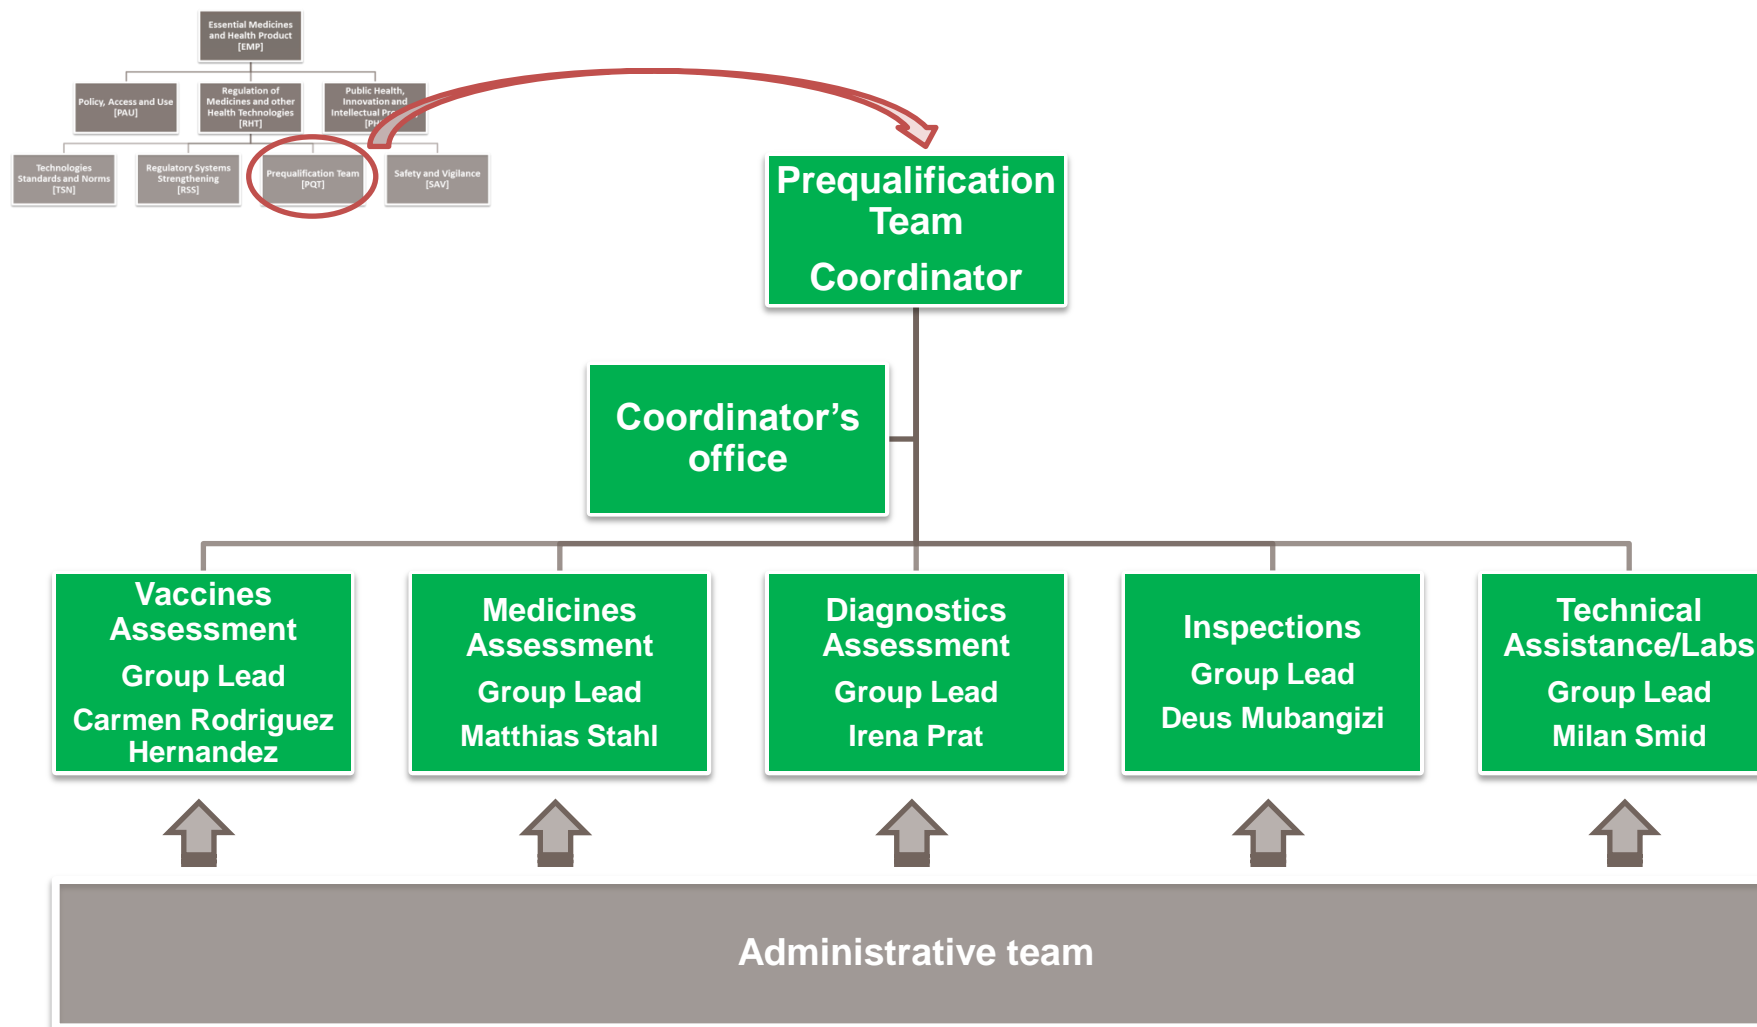 Essential Medicines
and Health Product
[EMP]
Policy, Access and Use
[PAU]
Regulation of
Medicines and other
Health Technologies
[RHT]
Public Health,
Innovation and
Intellectual
Technologies
Standards and Norms
[TSN]
Regulatory Systems
Strengthening
[RSS]
Prequalification Team
[PQT]
Safety and Vigilance
[SAV]
Prequalification
Team
Coordinator
Coordinator’s
office
Vaccines
Assessment
Group Lead
Carmen Rodriguez
Hernandez
Medicines
Assessment
Group Lead
Matthias Stahl
Diagnostics
Assessment
Group Lead
Irena Prat
Inspections
Group Lead
Deus Mubangizi
Technical
Assistance/Labs
Group Lead
Milan Smid
Administrative team